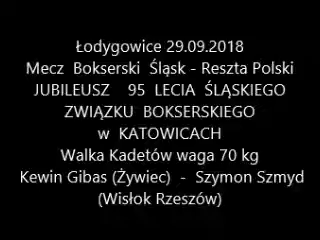 Łodygowice 29.09.2018
Mecz Bokserski Śląsk - Reszta Polski
JUBILEUSZ 95 LECIA ŚLĄSKIEGO
ZWIĄZKU BOKSERSKIEGO
w KATOWICACH
Walka Kadetów waga 70 kg
Kewin Gibas (Żywiec) - Szymon Szmyd
(Wisłok Rzeszów)